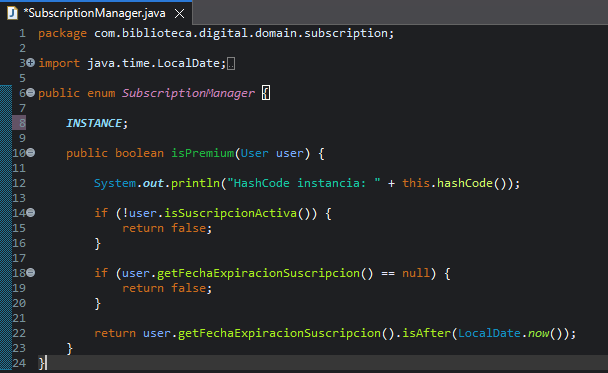 *SubscriptionManager.java
1 package com.biblioteca.digital.domain.subscription;
2
3 import java.time.LocalDate;
5
6 public enum SubscriptionManager {
7
8     INSTANCE;
9
10     public boolean isPremium(User user) {
11
12         System.out.println("HashCode instancia: " + this.hashCode());
13
14         if (!user.isSuscripcionActiva()) {
15             return false;
16         }
17
18         if (user.getFechaExpiracionSuscripcion() == null) {
19             return false;
20         }
21
22         return user.getFechaExpiracionSuscripcion().isAfter(LocalDate.now());
23     }
24 }